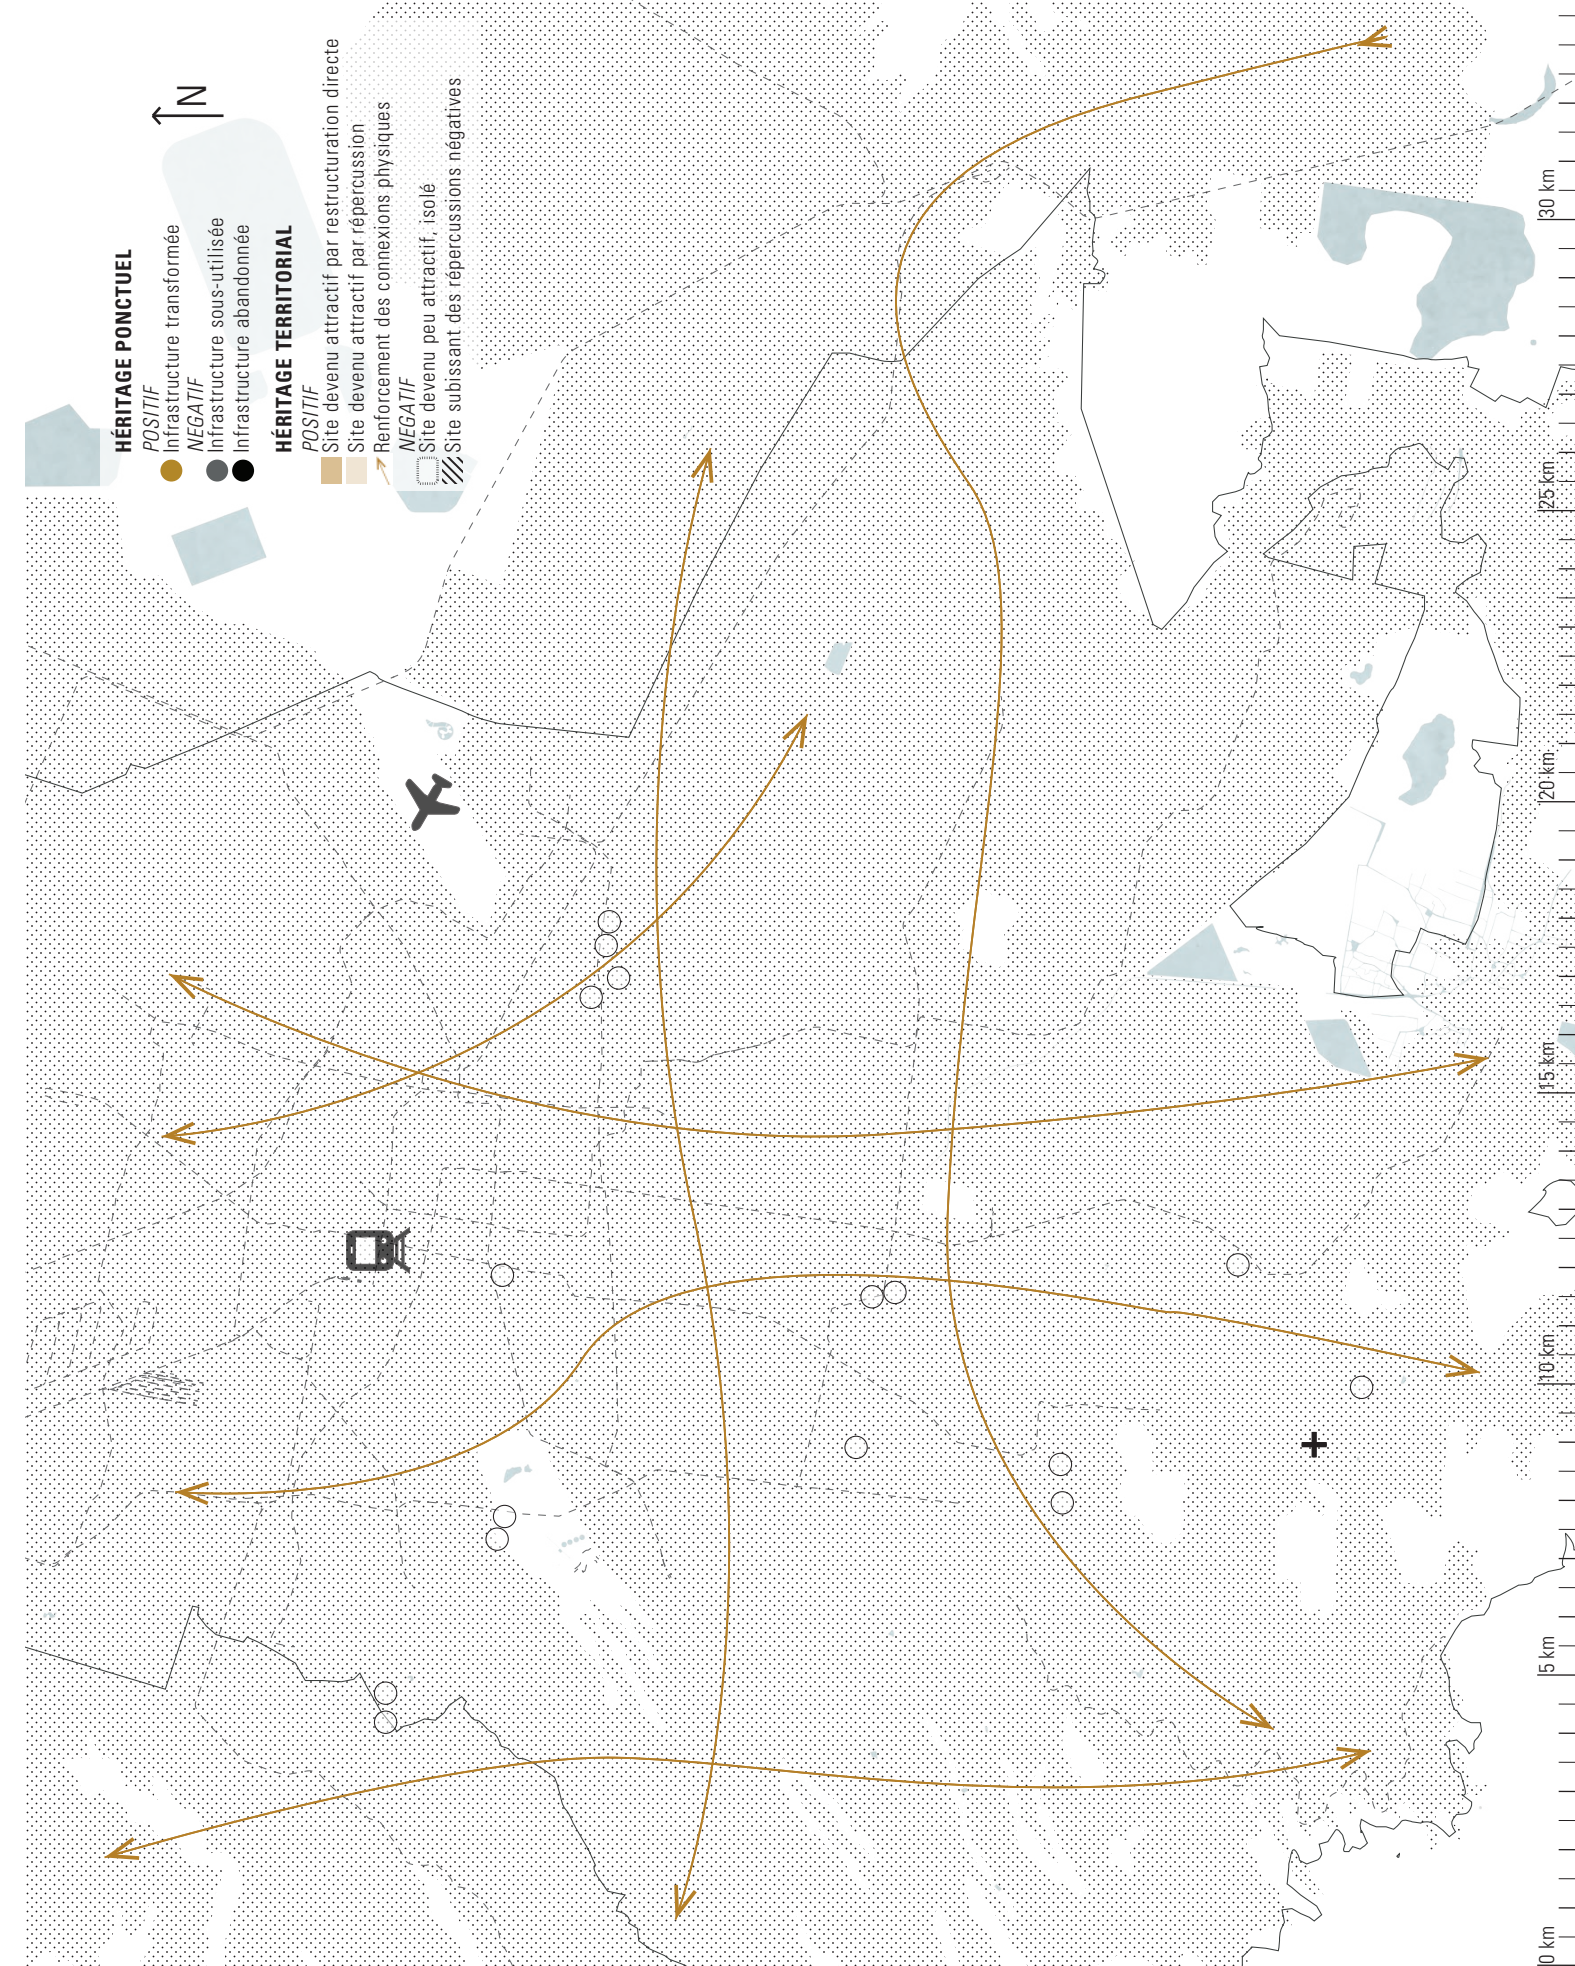 N
HÉRITAGE PONCTUEL
POSITIF
Infrastructure transformée
NEGATIF
Infrastructure sous-utilisée
Infrastructure abandonnée
HÉRITAGE TERRITORIAL
POSITIF
Site devenu attractif par restructuration directe
Site devenu attractif par répercussion
Renforcement des connexions physiques
NEGATIF
Site devenu peu attractif, isolé
Site subissant des répercussions négatives
0 km
5 km
10 km
15 km
20 km
25 km
30 km